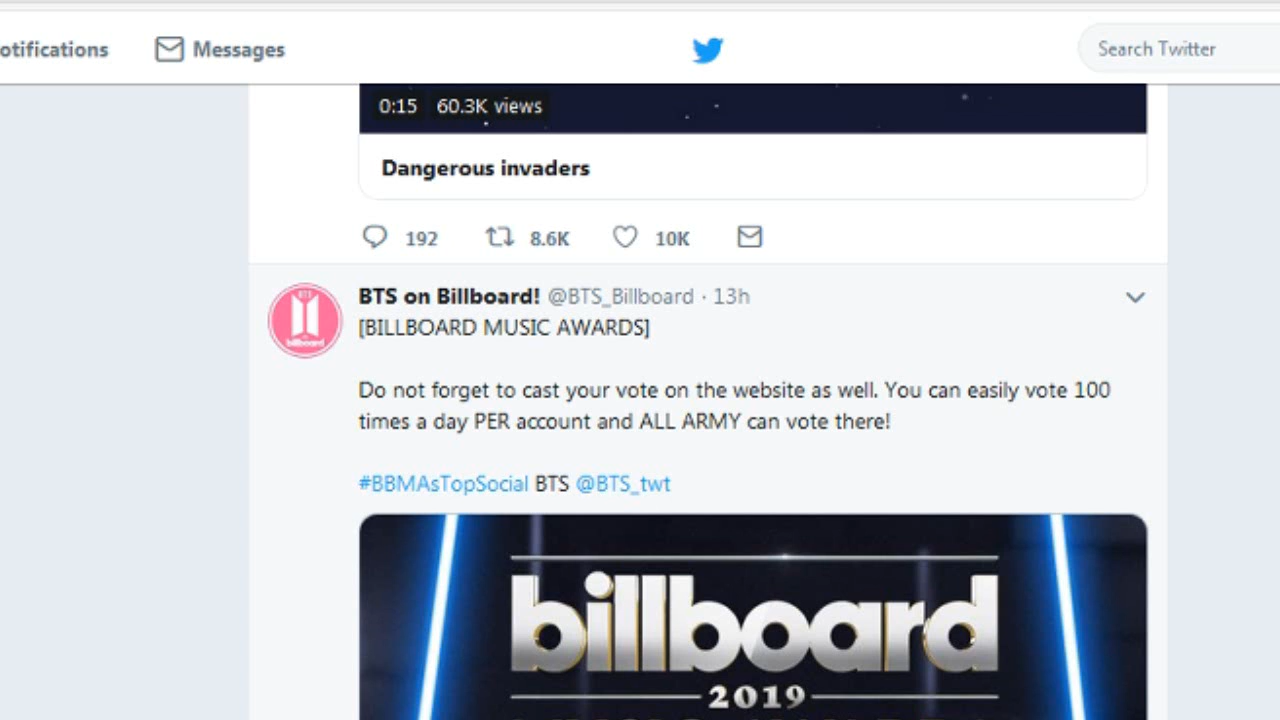 otifications Messages Search Twitter
0:15 60.3K views
Dangerous invaders
192 8.6K 10K
BTS on Billboard! @BTS_Billboard · 13h
[BILLBOARD MUSIC AWARDS]
Do not forget to cast your vote on the website as well. You can easily vote 100
times a day PER account and ALL ARMY can vote there!
#BBMAsTopSocial BTS @BTS_twt
BTS
billboard
billboard
2019